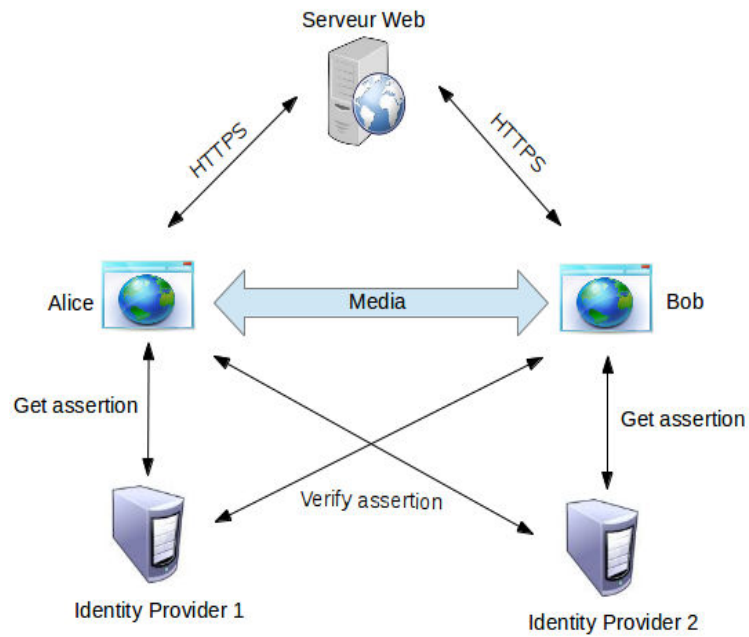 Serveur Web
HTTPS
HTTPS
Alice
Media
Bob
Get assertion
Get assertion
Verify assertion
Identity Provider 1
Identity Provider 2